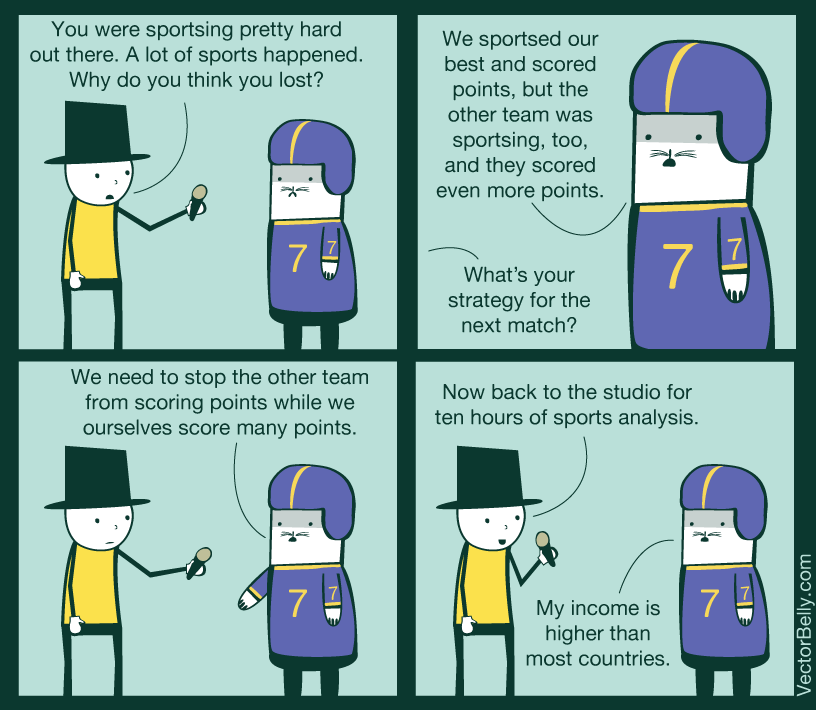 You were sportsing pretty hard
out there. A lot of sports happened.
Why do you think you lost?
7
7
We sportsed our
best and scored
points, but the
other team was
sportsing, too,
and they scored
even more points.
7
7
What's your
strategy for the
next match?
We need to stop the other team
from scoring points while we
ourselves score many points.
7
7
Now back to the studio for
ten hours of sports analysis.
7
7
My income is
higher than
most countries.
VectorBelly.com